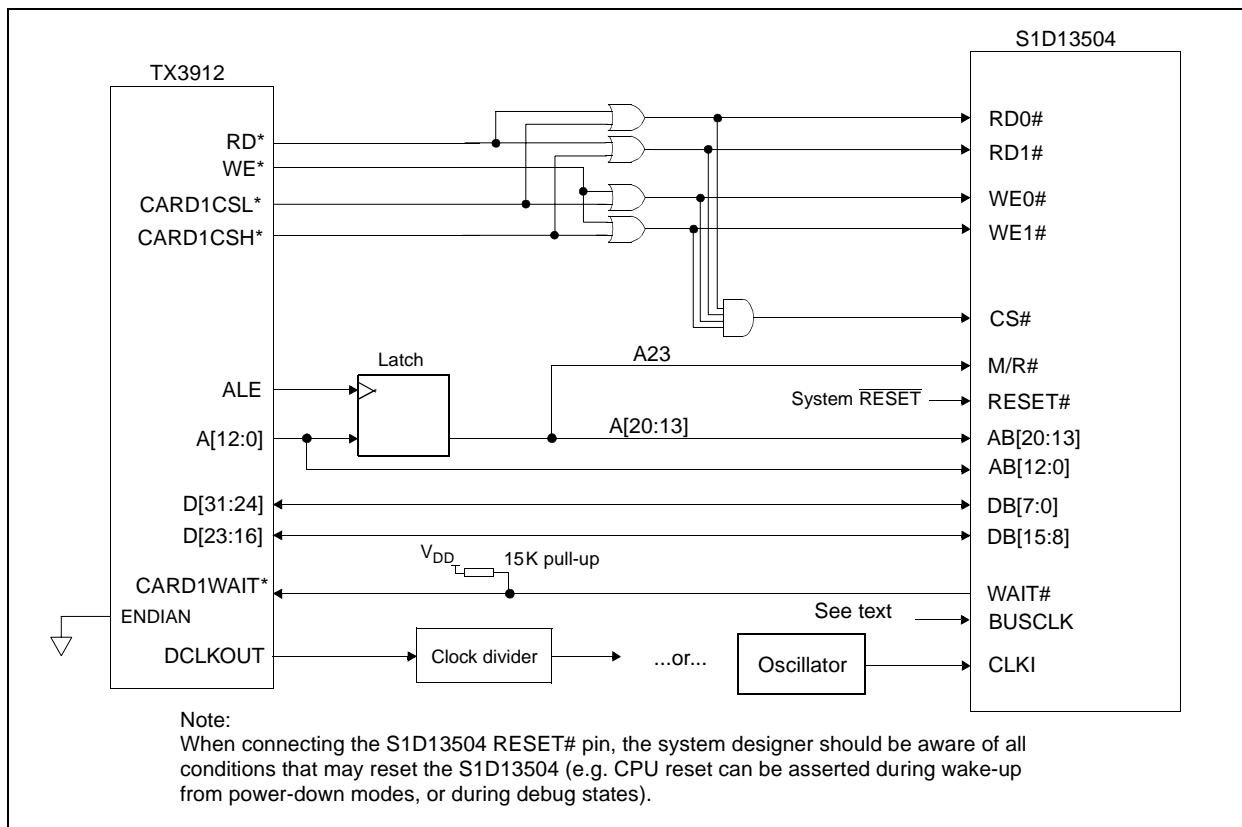 S1D13504
TX3912
RD*
WE*
CARD1CSL*
CARD1CSH*
RD0#
RD1#
WE0#
WE1#
CS#
Latch
A23
M/R#
ALE
System RESET
RESET#
A[12:0]
A[20:13]
AB[20:13]
AB[12:0]
D[31:24]
DB[7:0]
D[23:16]
DB[15:8]
VDD
15K pull-up
CARD1WAIT*
WAIT#
ENDIAN
See text
BUSCLK
DCLKOUT
Clock divider
...or...
Oscillator
CLKI
Note:
When connecting the S1D13504 RESET# pin, the system designer should be aware of all
conditions that may reset the S1D13504 (e.g. CPU reset can be asserted during wake-up
from power-down modes, or during debug states).